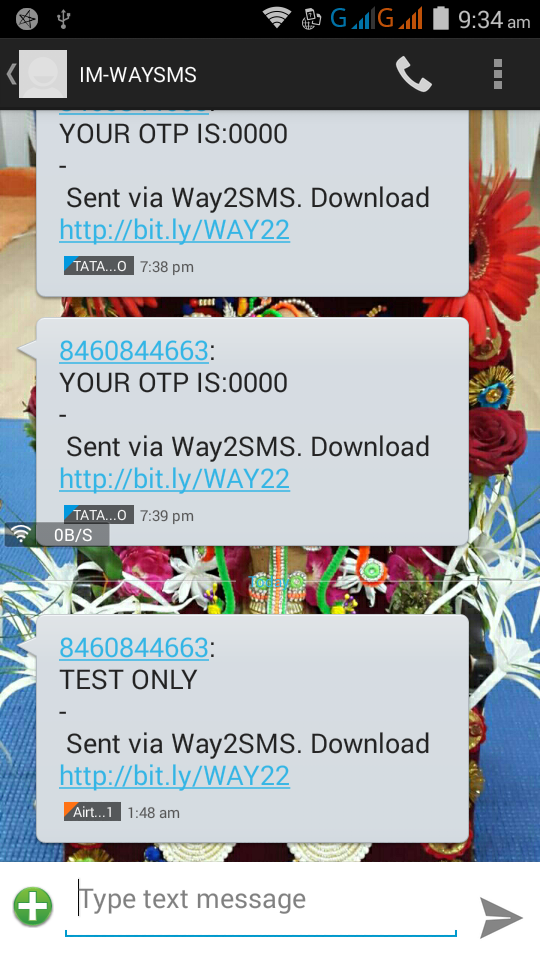 G G 9:34 am
IM-WAYSMS
YOUR OTP IS:0000
-
Sent via Way2SMS. Download
http://bit.ly/WAY22
TATA...O 7:38 pm
8460844663:
YOUR OTP IS:0000
-
Sent via Way2SMS. Download
http://bit.ly/WAY22
TATA...O 7:39 pm
0B/S
8460844663:
TEST ONLY
-
Sent via Way2SMS. Download
http://bit.ly/WAY22
Airt...1 1:48 am
Type text message